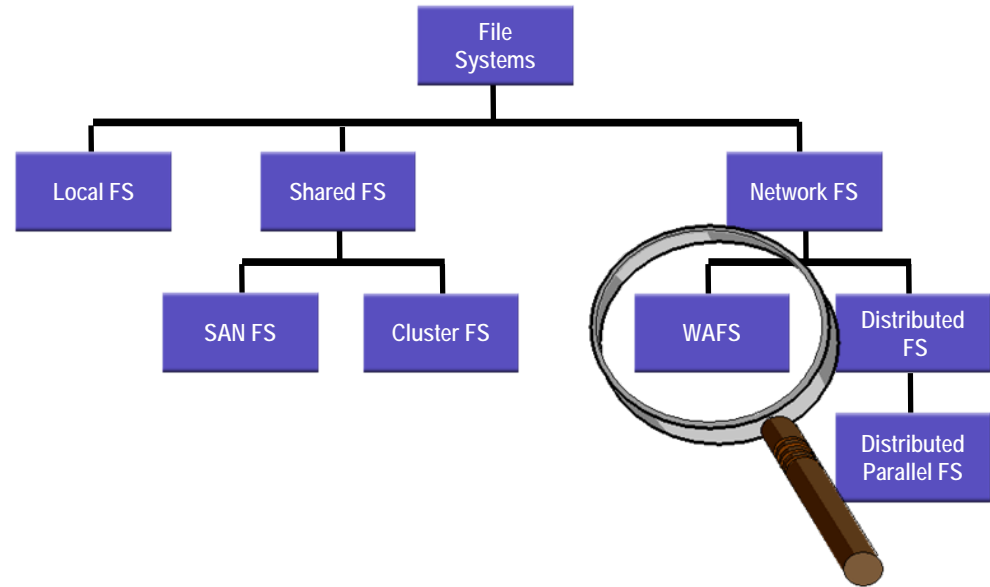 File
Systems
Local FS
Shared FS
Network FS
SAN FS
Cluster FS
WAFS
Distributed
FS
Distributed
Parallel FS